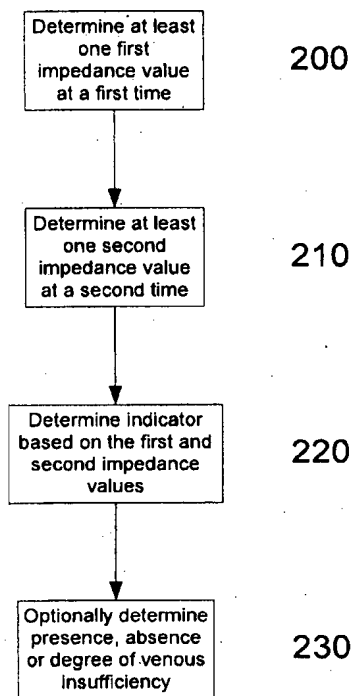 Determine at least
one first
impedance value
at a first time
200
Determine at least
one second
impedance value
at a second time
210
Determine indicator
based on the first and
second impedance
values
220
Optionally determine
presence, absence
or degree of venous
insufficiency
230